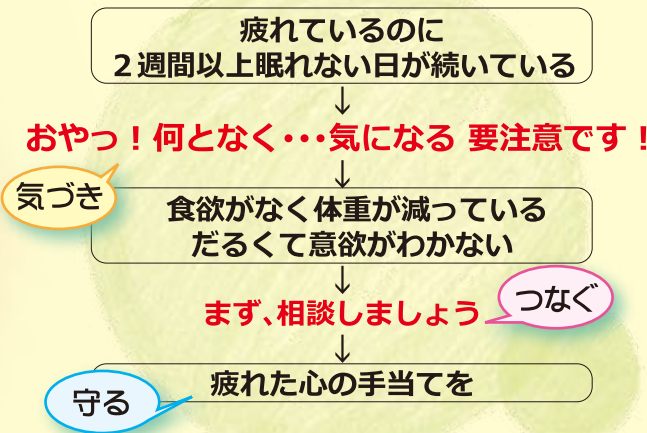 疲れているのに
２週間以上眠れない日が続いている
↓
おやっ！何となく・・・気になる 要注意です！
気づき
↓
食欲がなく体重が減っている
だるくて意欲がわかない
↓
まず、相談しましょう
つなぐ
↓
疲れた心の手当てを
守る